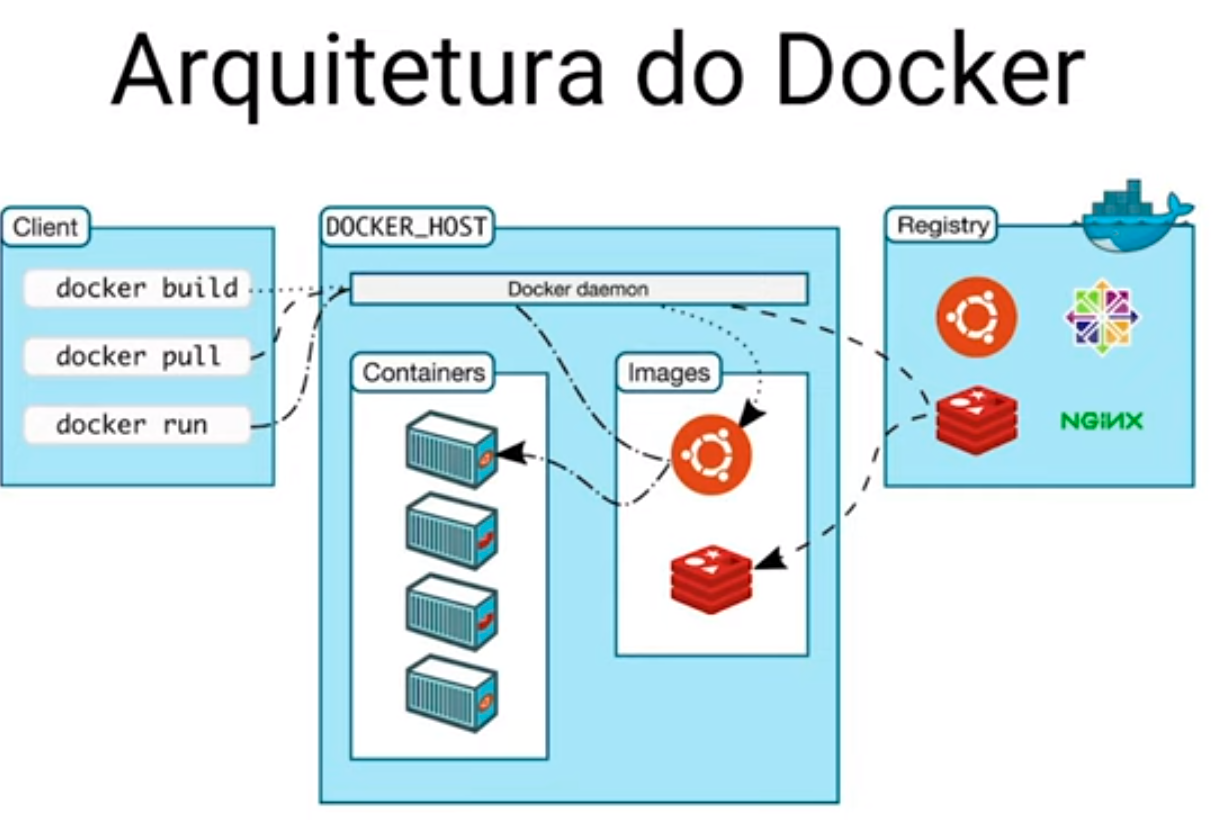 Arquitetura do Docker
Client
docker build
docker pull
docker run
DOCKER_HOST
Docker daemon
Containers
Images
Registry
NGiNX